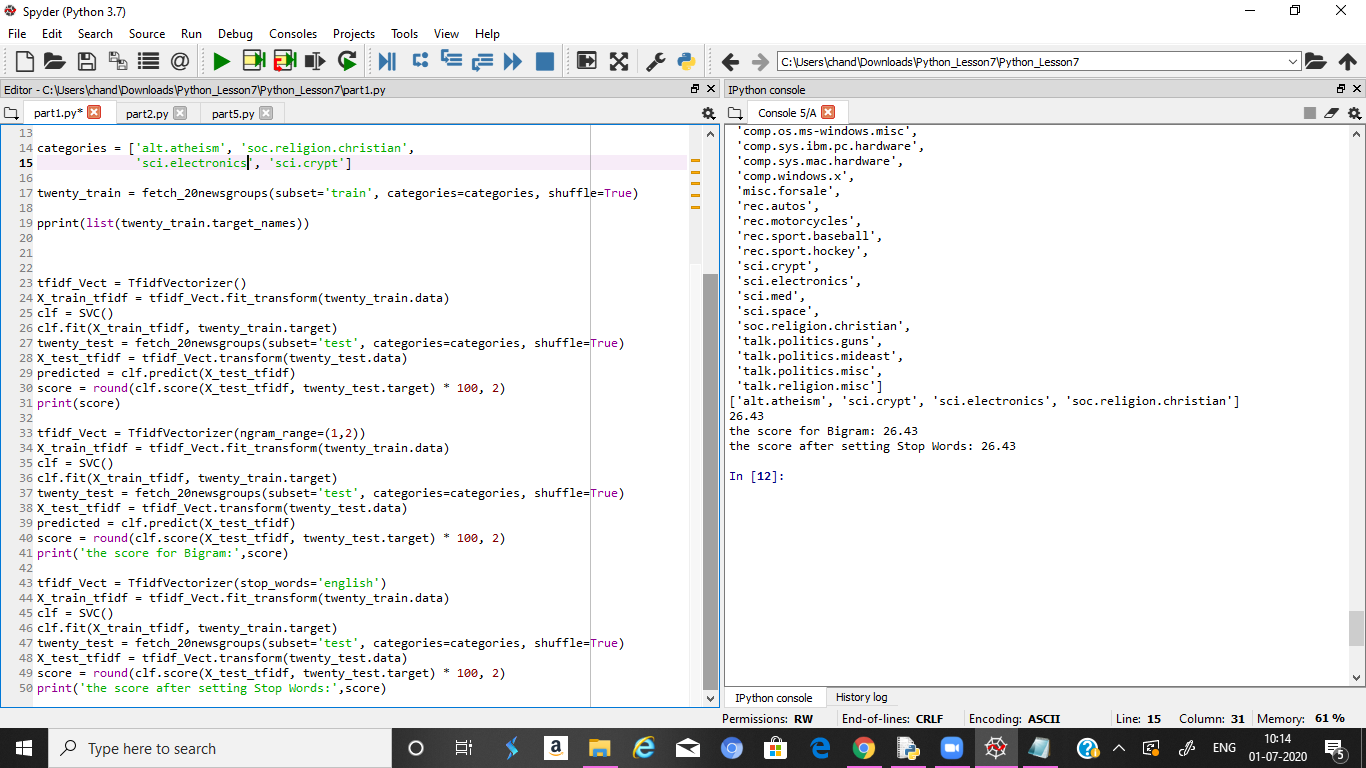 Spyder (Python 3.7)
File Edit Search Source Run Debug Consoles Projects Tools View Help
C:\Users\chand\Downloads\Python_Lesson7\Python_Lesson7
Editor - C:\Users\chand\Downloads\Python_Lesson7\Python_Lesson7\part1.py
part1.py* part2.py part5.py
13
14 categories = ['alt.atheism', 'soc.religion.christian',
15 'sci.electronics', 'sci.crypt']
16
17 twenty_train = fetch_20newsgroups(subset='train', categories=categories, shuffle=True)
18
19 pprint(list(twenty_train.target_names))
20
21
22
23 tfidf_Vect = TfidfVectorizer()
24 X_train_tfidf = tfidf_Vect.fit_transform(twenty_train.data)
25 clf = SVC()
26 clf.fit(X_train_tfidf, twenty_train.target)
27 twenty_test = fetch_20newsgroups(subset='test', categories=categories, shuffle=True)
28 X_test_tfidf = tfidf_Vect.transform(twenty_test.data)
29 predicted = clf.predict(X_test_tfidf)
30 score = round(clf.score(X_test_tfidf, twenty_test.target) * 100, 2)
31 print(score)
32
33 tfidf_Vect = TfidfVectorizer(ngram_range=(1,2))
34 X_train_tfidf = tfidf_Vect.fit_transform(twenty_train.data)
35 clf = SVC()
36 clf.fit(X_train_tfidf, twenty_train.target)
37 twenty_test = fetch_20newsgroups(subset='test', categories=categories, shuffle=True)
38 X_test_tfidf = tfidf_Vect.transform(twenty_test.data)
39 predicted = clf.predict(X_test_tfidf)
40 score = round(clf.score(X_test_tfidf, twenty_test.target) * 100, 2)
41 print('the score for Bigram:',score)
42
43 tfidf_Vect = TfidfVectorizer(stop_words='english')
44 X_train_tfidf = tfidf_Vect.fit_transform(twenty_train.data)
45 clf = SVC()
46 clf.fit(X_train_tfidf, twenty_train.target)
47 twenty_test = fetch_20newsgroups(subset='test', categories=categories, shuffle=True)
48 X_test_tfidf = tfidf_Vect.transform(twenty_test.data)
49 score = round(clf.score(X_test_tfidf, twenty_test.target) * 100, 2)
50 print('the score after setting Stop Words:',score)
IPython console
Console 5/A
'comp.os.ms-windows.misc',
'comp.sys.ibm.pc.hardware',
'comp.sys.mac.hardware',
'comp.windows.x',
'misc.forsale',
'rec.autos',
'rec.motorcycles',
'rec.sport.baseball',
'rec.sport.hockey',
'sci.crypt',
'sci.electronics',
'sci.med',
'sci.space',
'soc.religion.christian',
'talk.politics.guns',
'talk.politics.mideast',
'talk.politics.misc',
'talk.religion.misc']
['alt.atheism', 'sci.crypt', 'sci.electronics', 'soc.religion.christian']
26.43
the score for Bigram: 26.43
the score after setting Stop Words: 26.43
In [12]:
IPython console History log
Permissions: RW End-of-lines: CRLF Encoding: ASCII Line: 15 Column: 31 Memory: 61 %
Type here to search
ENG
10:14
01-07-2020
5